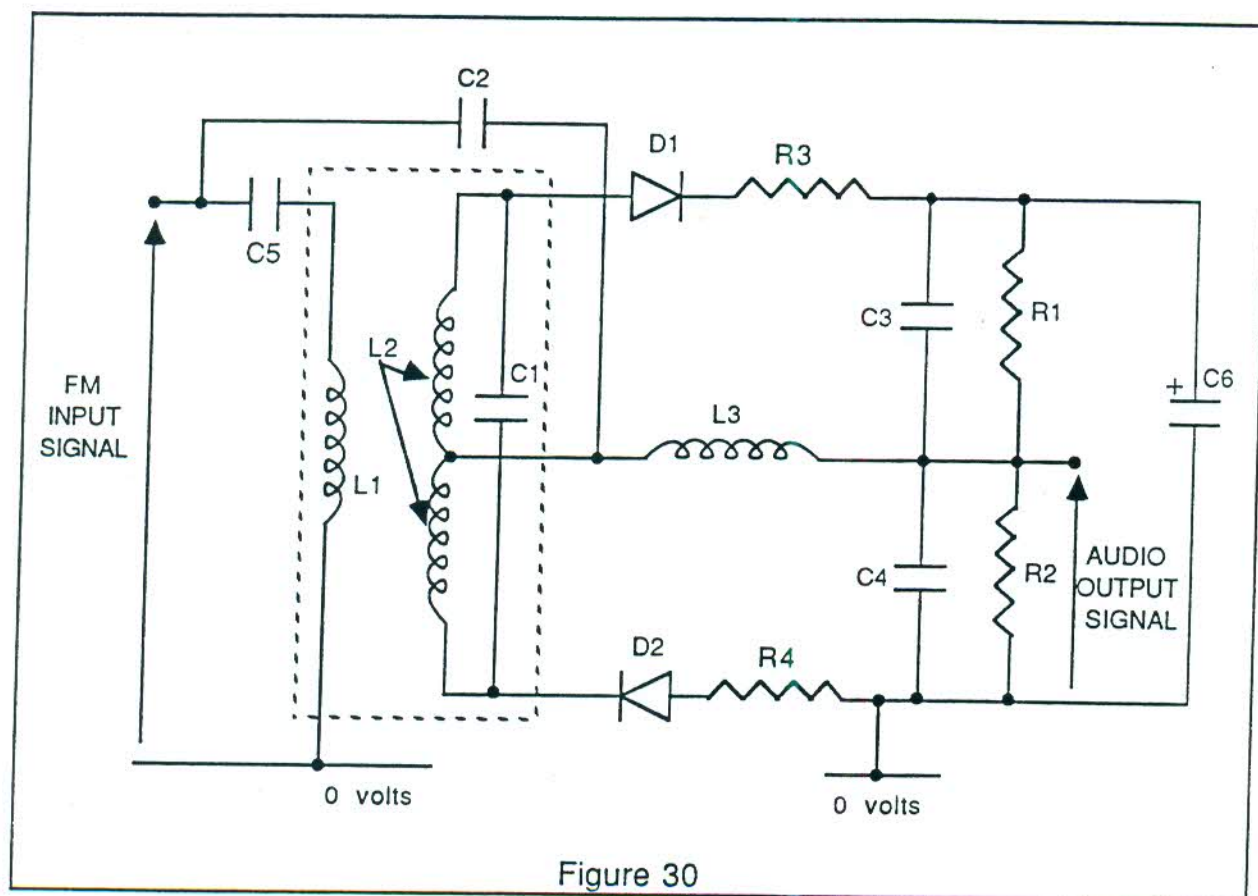 C2
D1
R3
C5
C3
R1
L2
C1
C6
+
FM
INPUT
SIGNAL
L3
L1
C4
R2
AUDIO
OUTPUT
SIGNAL
D2
R4
0 volts
0 volts
Figure 30